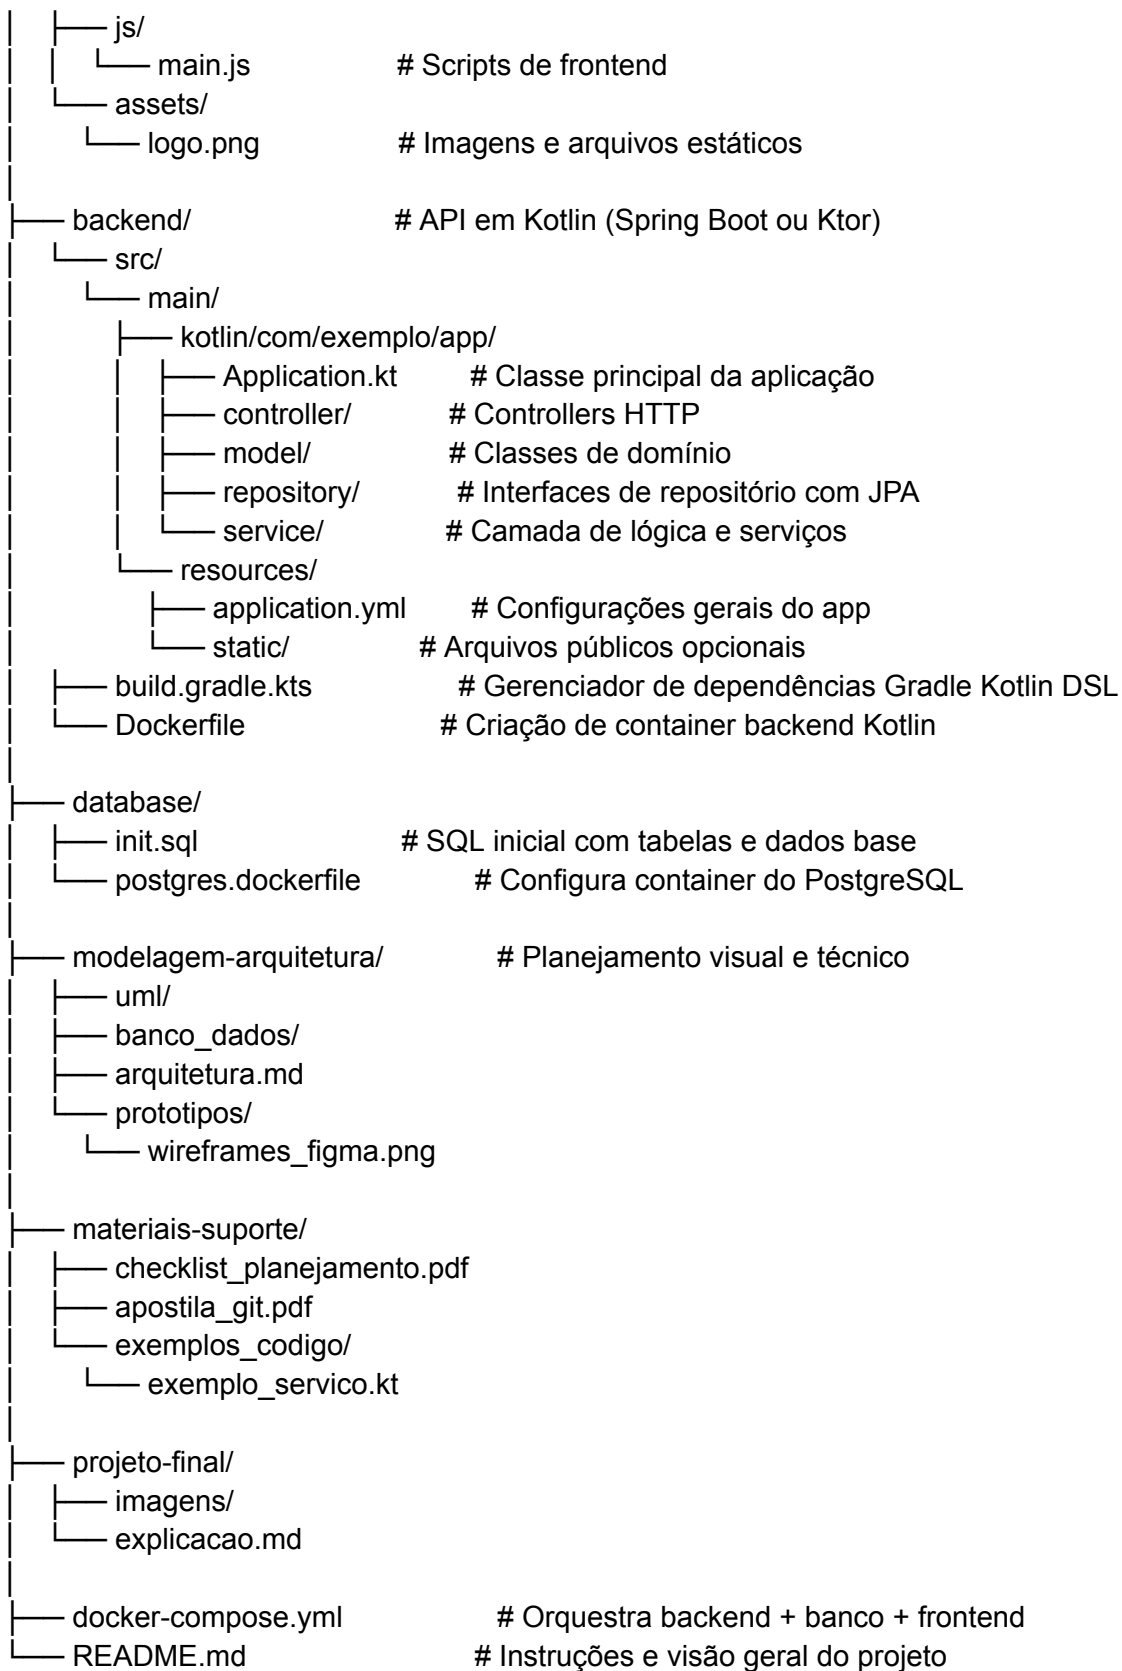 │   ├── js/
│   │   └── main.js                # Scripts de frontend
│   └── assets/
│       └── logo.png                # Imagens e arquivos estáticos
│
├── backend/                        # API em Kotlin (Spring Boot ou Ktor)
│   └── src/
│       └── main/
│           ├── kotlin/com/exemplo/app/
│           │   ├── Application.kt        # Classe principal da aplicação
│           │   ├── controller/          # Controllers HTTP
│           │   ├── model/              # Classes de domínio
│           │   ├── repository/          # Interfaces de repositório com JPA
│           │   └── service/            # Camada de lógica e serviços
│           └── resources/
│               ├── application.yml       # Configurações gerais do app
│               └── static/              # Arquivos públicos opcionais
│   ├── build.gradle.kts                # Gerenciador de dependências Gradle Kotlin DSL
│   └── Dockerfile                      # Criação de container backend Kotlin
│
├── database/
│   ├── init.sql                        # SQL inicial com tabelas e dados base
│   └── postgres.dockerfile             # Configura container do PostgreSQL
│
├── modelagem-arquitetura/              # Planejamento visual e técnico
│   ├── uml/
│   ├── banco_dados/
│   ├── arquitetura.md
│   └── prototipos/
│       └── wireframes_figma.png
│
├── materiais-suporte/
│   ├── checklist_planejamento.pdf
│   ├── apostila_git.pdf
│   └── exemplos_codigo/
│       └── exemplo_servico.kt
│
├── projeto-final/
│   ├── imagens/
│   └── explicacao.md
│
├── docker-compose.yml                  # Orquestra backend + banco + frontend
└── README.md                           # Instruções e visão geral do projeto